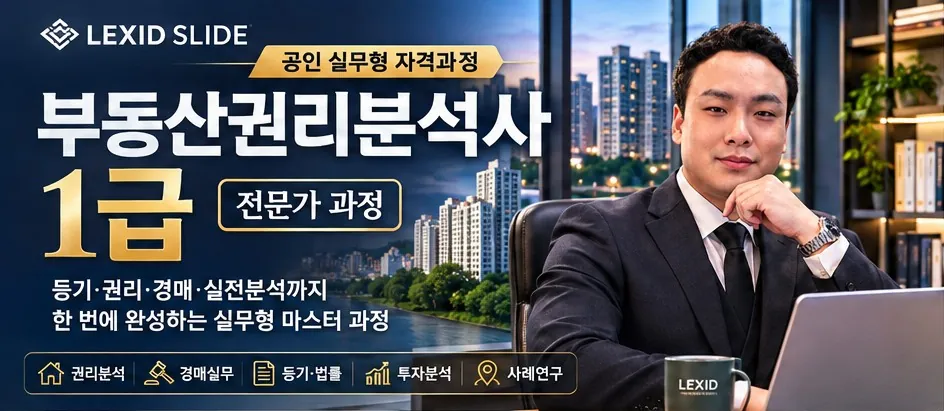 LEXID SLIDE
공인 실무형 자격과정
부동산권리분석사
1급
전문가 과정
등기·권리·경매·실전분석까지
한 번에 완성하는 실무형 마스터 과정
권리분석
경매실무
등기·법률
투자분석
사례연구
LEXID